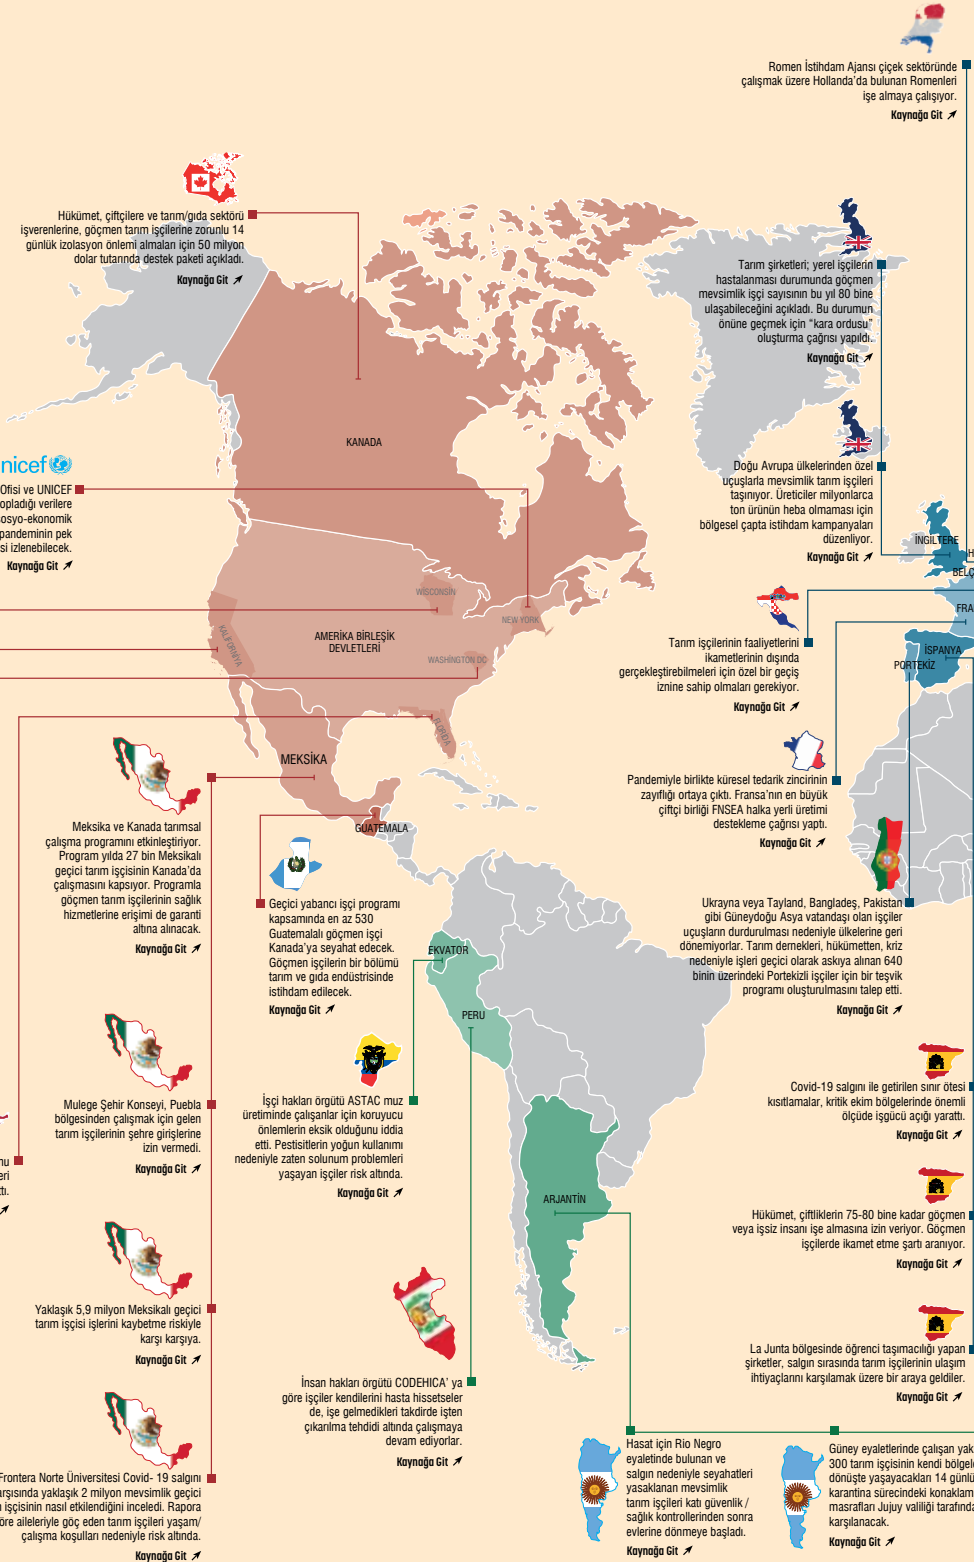 Romen İstihdam Ajansı çiçek sektöründe
çalışmak üzere Hollanda'da bulunan Romenleri
işe almaya çalışıyor.
Kaynağa Git
Hükümet, çiftçilere ve tarım/gıda sektörü
işverenlerine, göçmen tarım işçilerine zorunlu 14
günlük izolasyon önlemi almaları için 50 milyon
dolar tutarında destek paketi açıkladı.
Kaynağa Git
Tarım şirketleri; yerel işçilerin
hastalanması durumunda göçmen
mevsimlik işçi sayısının bu yıl 80 bine
ulaşabileceğini açıkladı. Bu durumun
önüne geçmek için "kara ordusu"
oluşturma çağrısı yapıldı.
Kaynağa Git
KANADA
nicef
Ofisi ve UNICEF
opladığı verilere
sosyo-ekonomik
pandeminin pek
si izlenebilecek.
Kaynağa Git
Doğu Avrupa ülkelerinden özel
uçuşlarla mevsimlik tarım işçileri
taşınıyor. Üreticiler milyonlarca
ton ürünün heba olmaması için
bölgesel çapta istihdam kampanyaları
düzenliyor.
Kaynağa Git
İNGİLTERE
H
BELÇ
FRA
İSPANYA
PORTEKİZ
WISCONSIN
NEW YORK
KALİFORNİYA
AMERİKA BİRLEŞİK
DEVLETLERİ
WASHİNGTON DC
FLORİDA
MEKSİKA
GUATEMALA
Tarım işçilerinin faaliyetlerini
ikametlerinin dışında
gerçekleştirebilmeleri için özel bir geçiş
iznine sahip olmaları gerekiyor.
Kaynağa Git
Pandemiyle birlikte küresel tedarik zincirinin
zayıflığı ortaya çıktı. Fransa'nın en büyük
çiftçi birliği FNSEA halka yerli üretimi
destekleme çağrısı yaptı.
Kaynağa Git
Meksika ve Kanada tarımsal
çalışma programını etkinleştiriyor.
Program yılda 27 bin Meksikalı
geçici tarım işçisinin Kanada'da
çalışmasını kapsıyor. Programla
göçmen tarım işçilerinin sağlık
hizmetlerine erişimi de garanti
altına alınacak.
Kaynağa Git
Geçici yabancı işçi programı
kapsamında en az 530
Guatemalalı göçmen işçi
Kanada'ya seyahat edecek.
Göçmen işçilerin bir bölümü
tarım ve gıda endüstrisinde
istihdam edilecek.
Kaynağa Git
EKVATOR
PERU
Ukrayna veya Tayland, Bangladeş, Pakistan
gibi Güneydoğu Asya vatandaşı olan işçiler
uçuşların durdurulması nedeniyle ülkelerine geri
dönemiyorlar. Tarım dernekleri, hükümetten, kriz
nedeniyle işleri geçici olarak askıya alınan 640
binin üzerindeki Portekizli işçiler için bir teşvik
programı oluşturulmasını talep etti.
Kaynağa Git
Mulege Şehir Konseyi, Puebla
bölgesinden çalışmak için gelen
tarım işçilerinin şehre girişlerine
izin vermedi.
Kaynağa Git
nu
eri
tı.
İşçi hakları örgütü ASTAC muz
üretiminde çalışanlar için koruyucu
önlemlerin eksik olduğunu iddia
etti. Pestisitlerin yoğun kullanımı
nedeniyle zaten solunum problemleri
yaşayan işçiler risk altında.
Kaynağa Git
Covid-19 salgını ile getirilen sınır ötesi
kısıtlamalar, kritik ekim bölgelerinde önemli
ölçüde işgücü açığı yarattı.
Kaynağa Git
ARJANTİN
Hükümet, çiftliklerin 75-80 bine kadar göçmen
veya işsiz insanı işe almasına izin veriyor. Göçmen
işçilerde ikamet etme şartı aranıyor.
Kaynağa Git
Yaklaşık 5,9 milyon Meksikalı geçici
tarım işçisi işlerini kaybetme riskiyle
karşı karşıya.
Kaynağa Git
La Junta bölgesinde öğrenci taşımacılığı yapan
şirketler, salgın sırasında tarım işçilerinin ulaşım
ihtiyaçlarını karşılamak üzere bir araya geldiler.
Kaynağa Git
İnsan hakları örgütü CODEHICA' ya
göre işçiler kendilerini hasta hissetseler
de, işe gelmedikleri takdirde işten
çıkarılma tehdidi altında çalışmaya
devam ediyorlar.
Kaynağa Git
Frontera Norte Üniversitesi Covid- 19 salgını
arşısında yaklaşık 2 milyon mevsimlik geçici
işçisinin nasıl etkilendiğini inceledi. Rapora
öre aileleriyle göç eden tarım işçileri yaşam/
çalışma koşulları nedeniyle risk altında.
Kaynağa Git
Hasat için Rio Negro
eyaletinde bulunan ve
salgın nedeniyle seyahatleri
yasaklanan mevsimlik
tarım işçileri katı güvenlik /
sağlık kontrollerinden sonra
evlerine dönmeye başladı.
Kaynağa Git
Güney eyaletlerinde çalışan yak
300 tarım işçisinin kendi bölgele
dönüşte yaşayacakları 14 günlü
karantina sürecindeki konaklam
masrafları Jujuy valiliği tarafında
karşılanacak.
Kaynağa Git